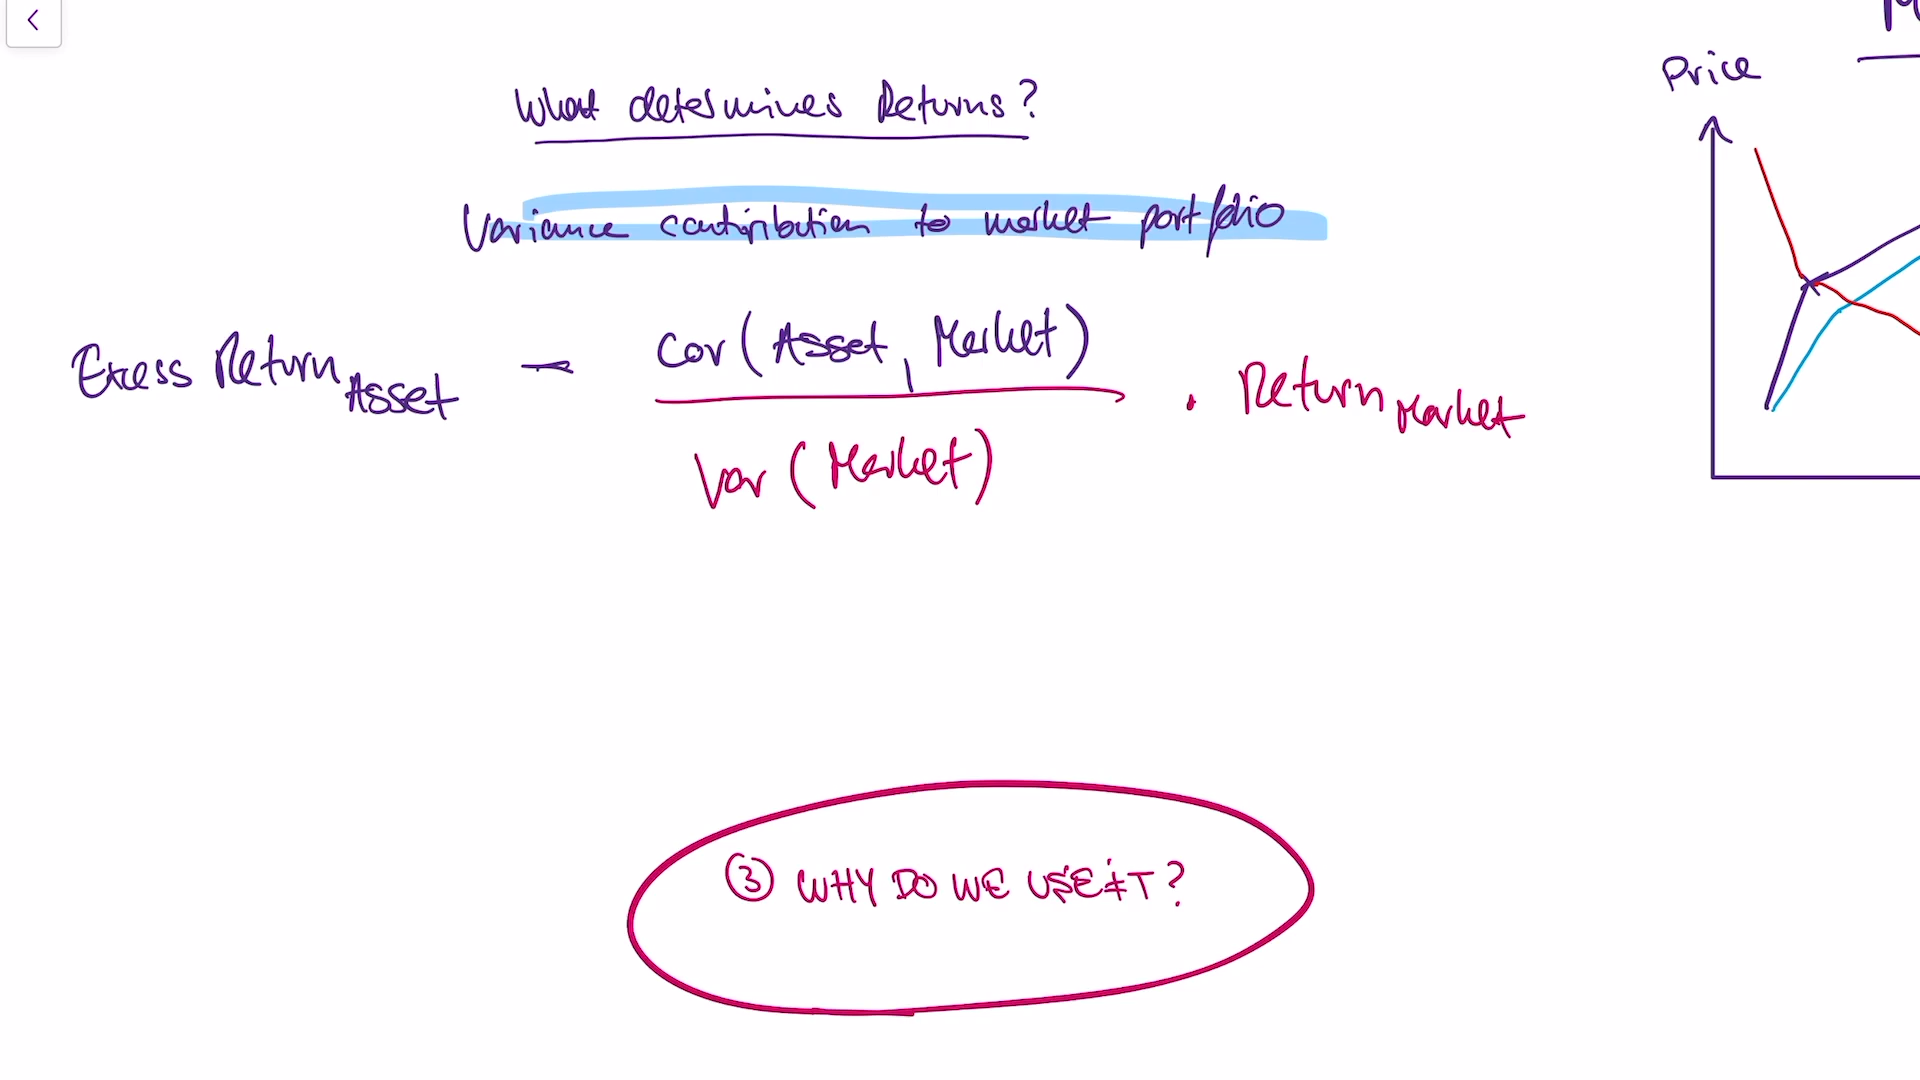 What determines Returns?
Variance contribution to market portfolio
Excess Return Asset = Cov (Asset, Market) / Var (Market) · Return Market
③ WHY DO WE USE IT?
Price